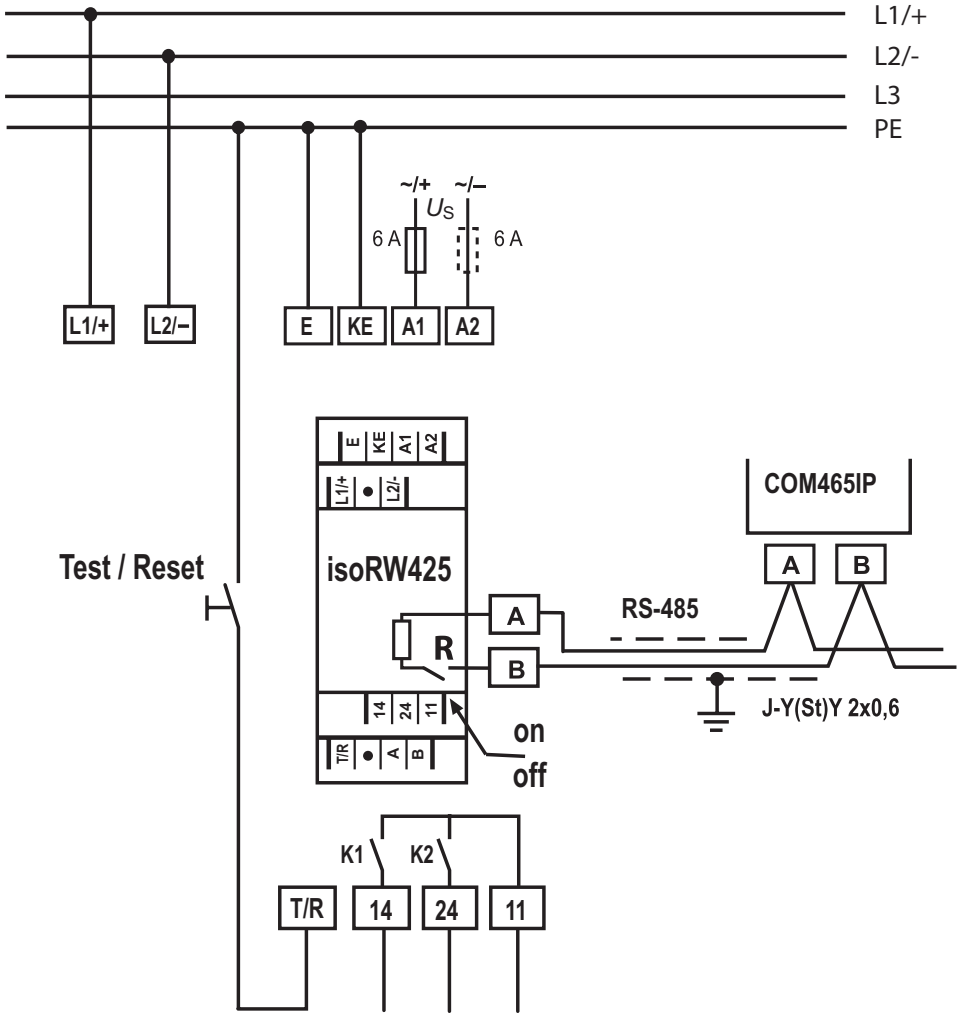 L1/+
L2/-
L3
PE
~/+ ~/–
US
6 A 6 A
L1/+ L2/– E KE A1 A2
E KE A1 A2
L1/+ • L2/-
COM465IP
Test / Reset
isoRW425
A B
A
RS-485
R
B
J-Y(St)Y 2x0,6
14 24 11
on
T/R • A B
off
K1 K2
T/R 14 24 11